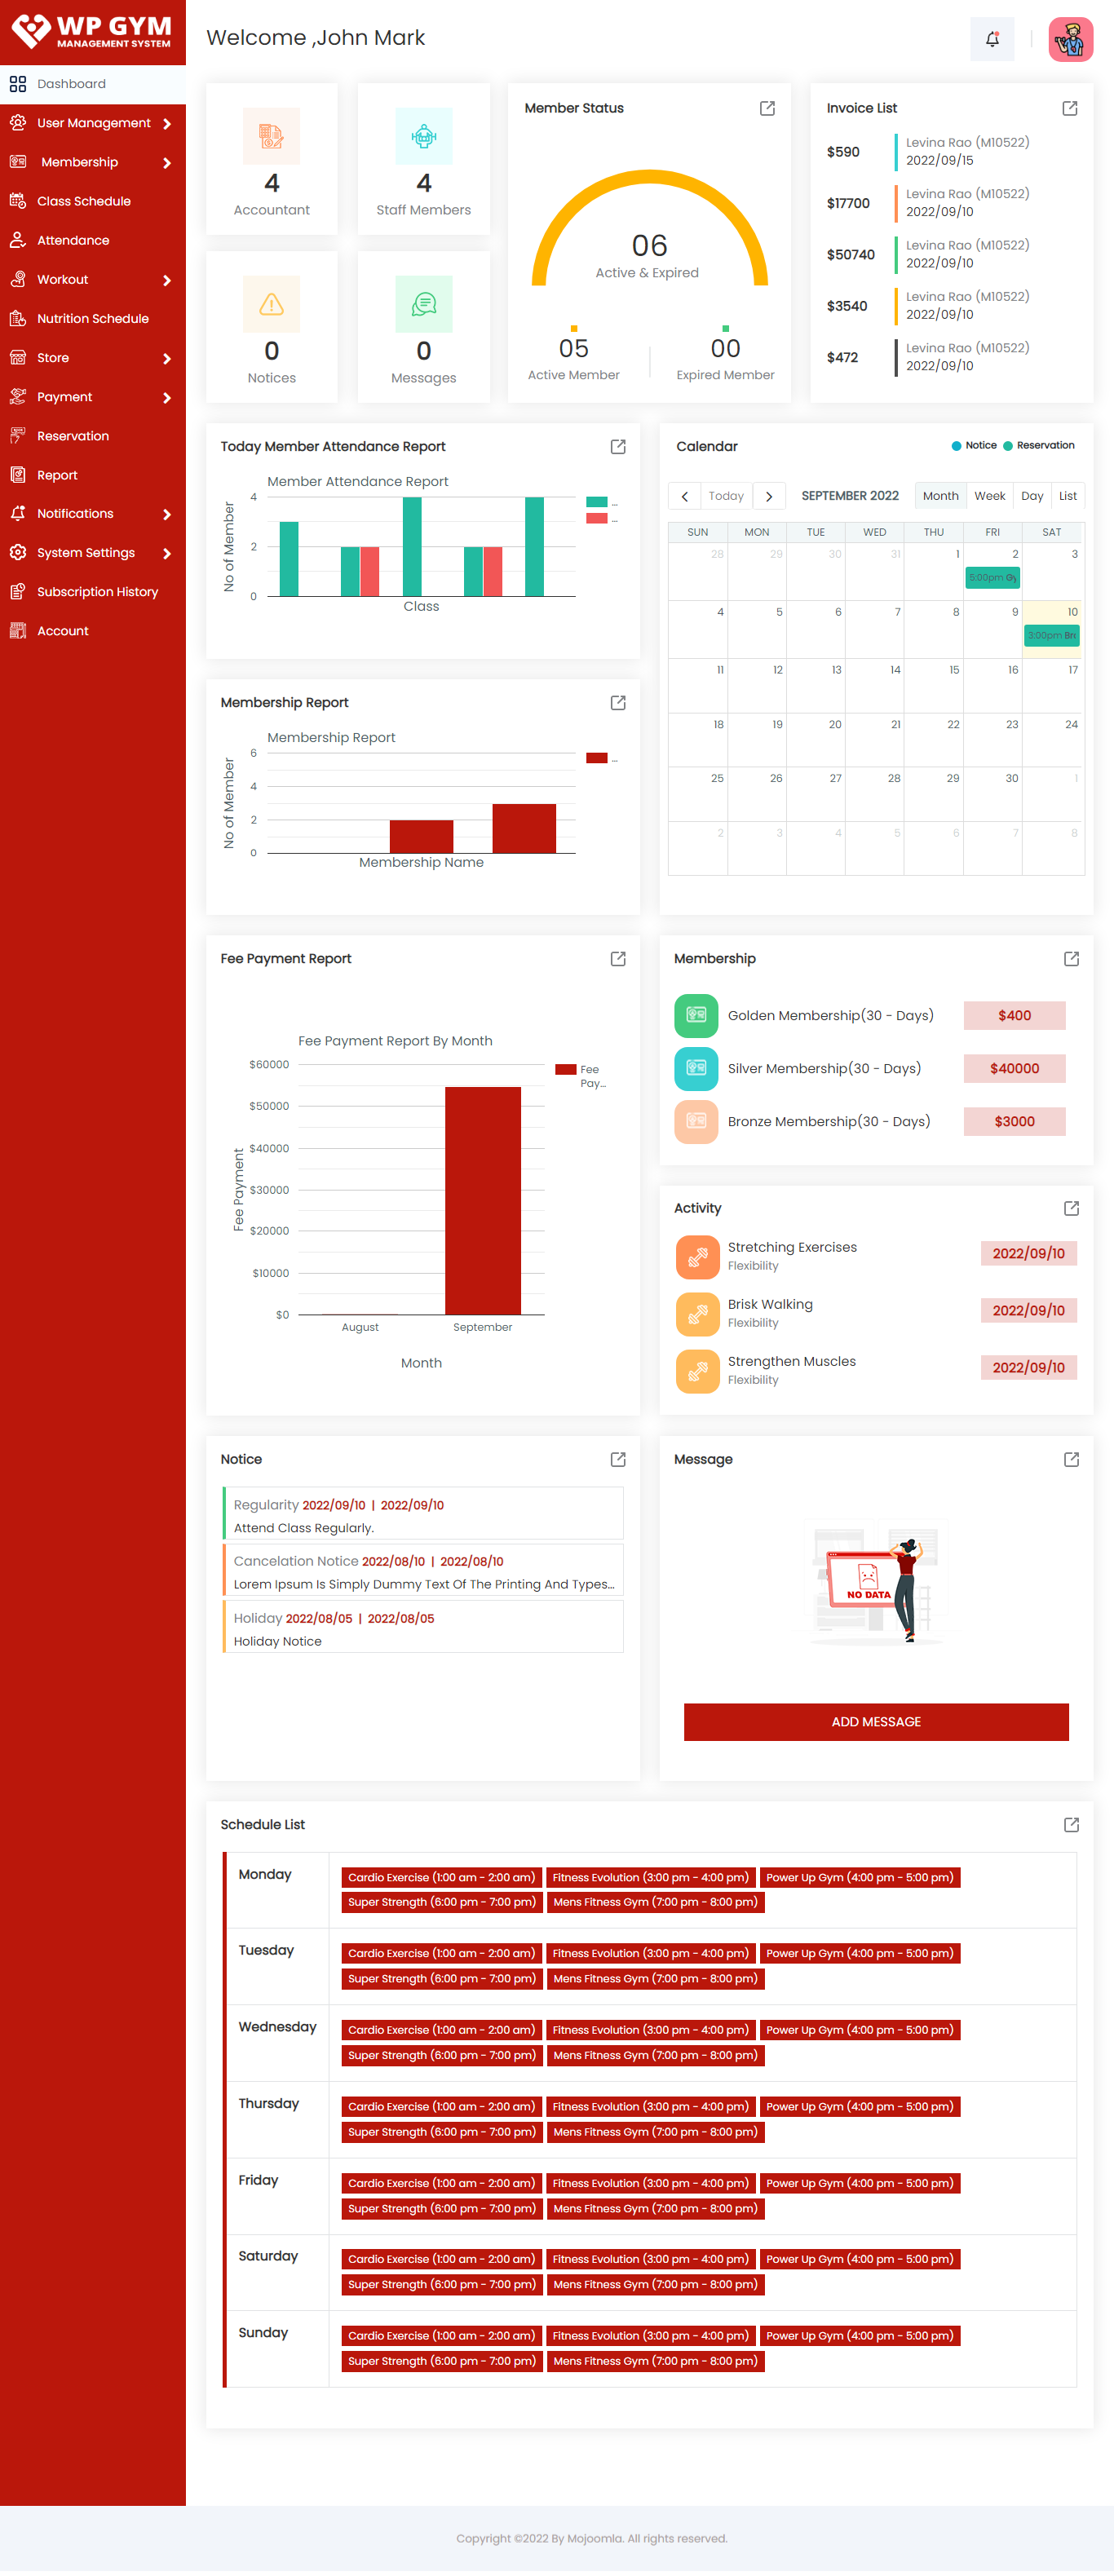 WP GYM
MANAGEMENT SYSTEM
Dashboard
User Management
Membership
Class Schedule
Attendance
Workout
Nutrition Schedule
Store
Payment
Reservation
Report
Notifications
System Settings
Subscription History
Account
Welcome ,John Mark
4
Accountant
4
Staff Members
0
Notices
0
Messages
Member Status
06
Active & Expired
05
Active Member
00
Expired Member
Invoice List
$590
Levina Rao (M10522)
2022/09/15
$17700
Levina Rao (M10522)
2022/09/10
$50740
Levina Rao (M10522)
2022/09/10
$3540
Levina Rao (M10522)
2022/09/10
$472
Levina Rao (M10522)
2022/09/10
Today Member Attendance Report
Member Attendance Report
No of Member
4
2
0
Class
...
...
Calendar
Notice Reservation
Today SEPTEMBER 2022 Month Week Day List
SUN MON TUE WED THU FRI SAT
28 29 30 31 1 2 3
5:00pm Gy
4 5 6 7 8 9 10
3:00pm Bri
11 12 13 14 15 16 17
18 19 20 21 22 23 24
25 26 27 28 29 30 1
2 3 4 5 6 7 8
Membership Report
Membership Report
No of Member
6
4
2
0
Membership Name
...
Fee Payment Report
Fee Payment Report By Month
Fee Payment
$60000
$50000
$40000
$30000
$20000
$10000
$0
August September
Month
Fee
Pay...
Membership
Golden Membership(30 - Days) $400
Silver Membership(30 - Days) $40000
Bronze Membership(30 - Days) $3000
Activity
Stretching Exercises
Flexibility
2022/09/10
Brisk Walking
Flexibility
2022/09/10
Strengthen Muscles
Flexibility
2022/09/10
Notice
Regularity 2022/09/10 | 2022/09/10
Attend Class Regularly.
Cancelation Notice 2022/08/10 | 2022/08/10
Lorem Ipsum Is Simply Dummy Text Of The Printing And Types...
Holiday 2022/08/05 | 2022/08/05
Holiday Notice
Message
NO DATA
ADD MESSAGE
Schedule List
Monday
Cardio Exercise (1:00 am - 2:00 am) Fitness Evolution (3:00 pm - 4:00 pm) Power Up Gym (4:00 pm - 5:00 pm)
Super Strength (6:00 pm - 7:00 pm) Mens Fitness Gym (7:00 pm - 8:00 pm)
Tuesday
Cardio Exercise (1:00 am - 2:00 am) Fitness Evolution (3:00 pm - 4:00 pm) Power Up Gym (4:00 pm - 5:00 pm)
Super Strength (6:00 pm - 7:00 pm) Mens Fitness Gym (7:00 pm - 8:00 pm)
Wednesday
Cardio Exercise (1:00 am - 2:00 am) Fitness Evolution (3:00 pm - 4:00 pm) Power Up Gym (4:00 pm - 5:00 pm)
Super Strength (6:00 pm - 7:00 pm) Mens Fitness Gym (7:00 pm - 8:00 pm)
Thursday
Cardio Exercise (1:00 am - 2:00 am) Fitness Evolution (3:00 pm - 4:00 pm) Power Up Gym (4:00 pm - 5:00 pm)
Super Strength (6:00 pm - 7:00 pm) Mens Fitness Gym (7:00 pm - 8:00 pm)
Friday
Cardio Exercise (1:00 am - 2:00 am) Fitness Evolution (3:00 pm - 4:00 pm) Power Up Gym (4:00 pm - 5:00 pm)
Super Strength (6:00 pm - 7:00 pm) Mens Fitness Gym (7:00 pm - 8:00 pm)
Saturday
Cardio Exercise (1:00 am - 2:00 am) Fitness Evolution (3:00 pm - 4:00 pm) Power Up Gym (4:00 pm - 5:00 pm)
Super Strength (6:00 pm - 7:00 pm) Mens Fitness Gym (7:00 pm - 8:00 pm)
Sunday
Cardio Exercise (1:00 am - 2:00 am) Fitness Evolution (3:00 pm - 4:00 pm) Power Up Gym (4:00 pm - 5:00 pm)
Super Strength (6:00 pm - 7:00 pm) Mens Fitness Gym (7:00 pm - 8:00 pm)
Copyright ©2022 By Mojoomla. All rights reserved.